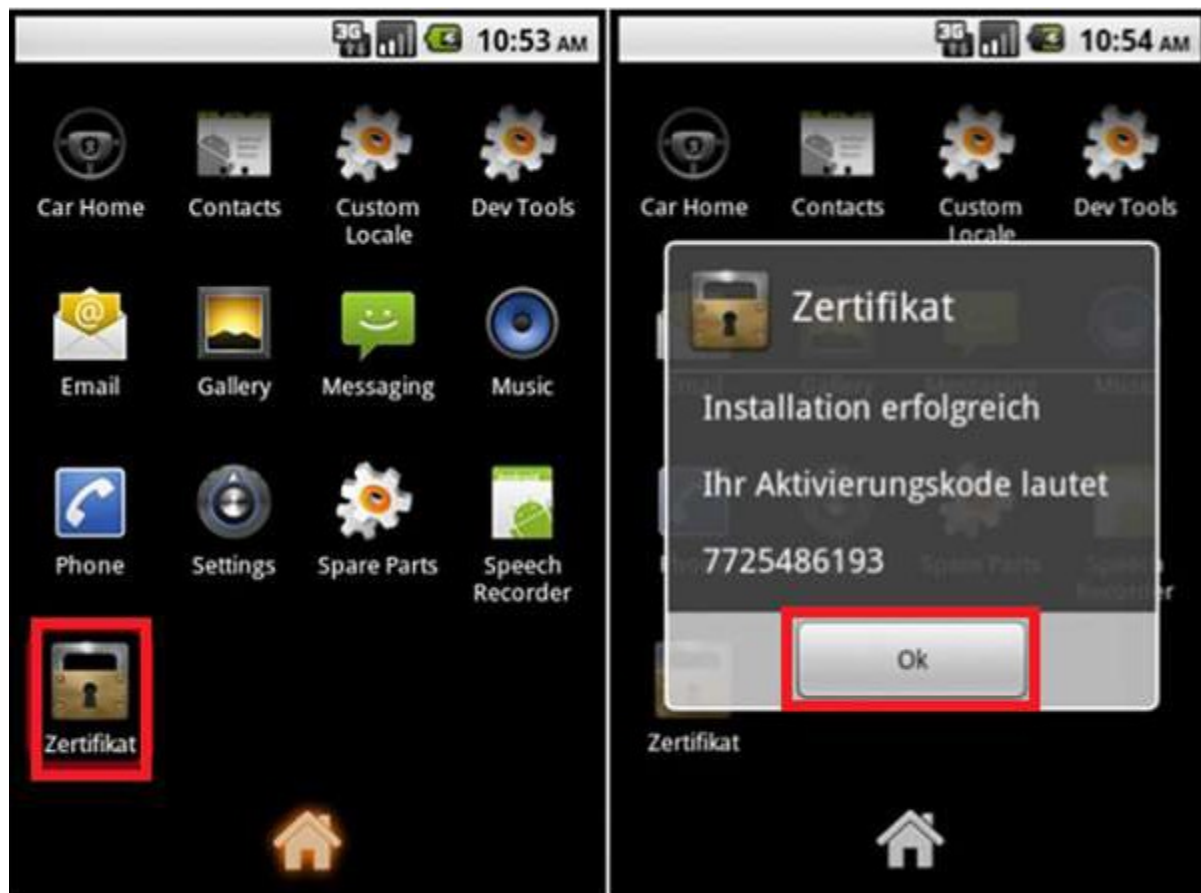 10:53 AM
Car Home
Contacts
Custom
Locale
Dev Tools
Email
Gallery
Messaging
Music
Phone
Settings
Spare Parts
Speech
Recorder
Zertifikat
10:54 AM
Car Home
Contacts
Custom
Locale
Dev Tools
Zertifikat
Installation erfolgreich
Ihr Aktivierungskode lautet
7725486193
Ok
Zertifikat